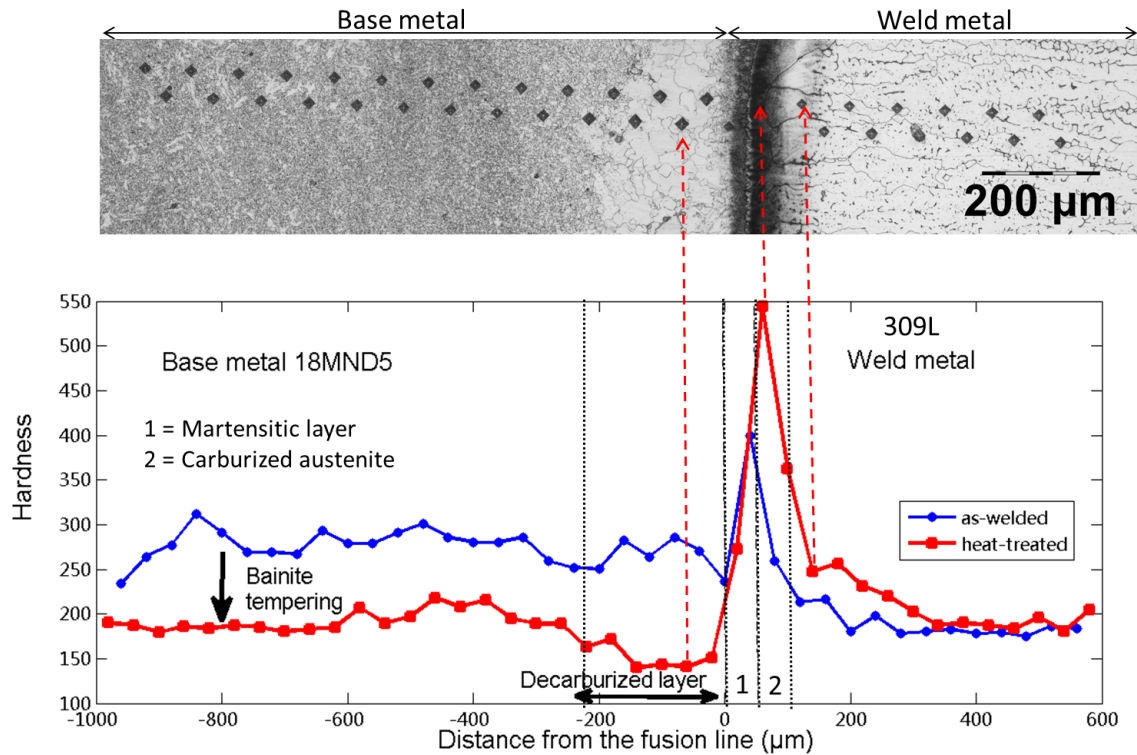 Base metal
Weld metal
200 µm
550
500
450
400
350
300
250
200
150
100
Hardness
Base metal 18MND5
309L
Weld metal
1 = Martensitic layer
2 = Carburized austenite
as-welded
heat-treated
Bainite
tempering
Decarburized layer
1
2
-1000
-800
-600
-400
-200
0
200
400
600
Distance from the fusion line (µm)